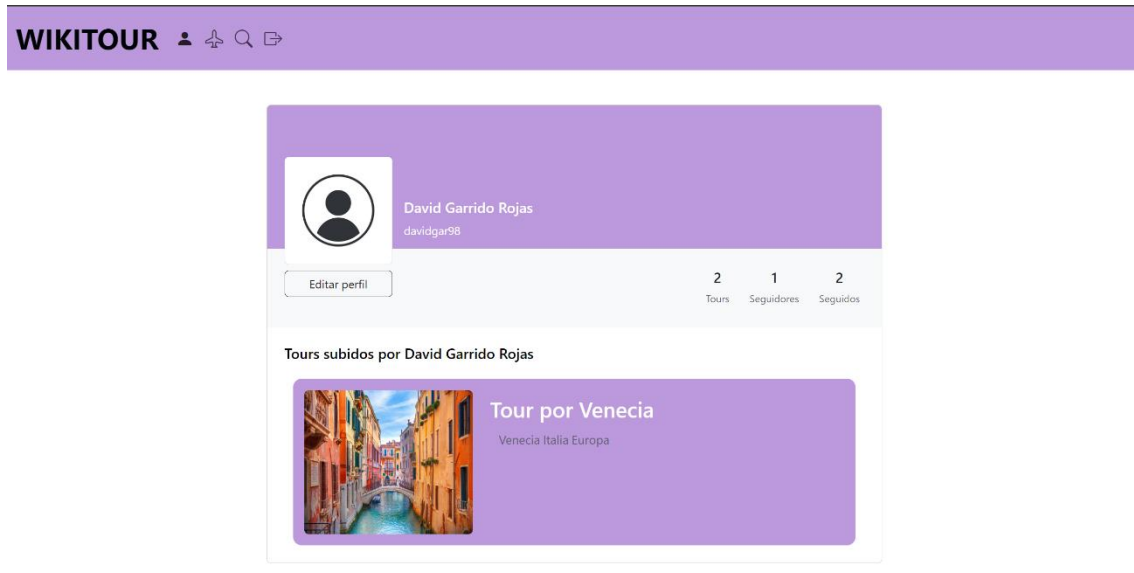 WIKITOUR
David Garrido Rojas
davidgar98
Editar perfil
2 1 2
Tours Seguidores Seguidos
Tours subidos por David Garrido Rojas
Tour por Venecia
Venecia Italia Europa